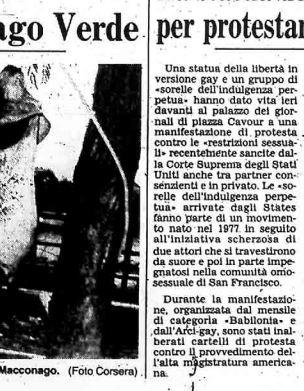 ago Verde
Macconago. (Foto Corsera)
per protestar
Una statua della libertà in
versione gay e un gruppo di
«sorelle dell'indulgenza per-
petua» hanno dato vita ieri
davanti al palazzo dei gior-
nali di piazza Cavour a una
manifestazione di protesta
contro le «restrizioni sessua-
li» recentemente sancite dal-
la Corte Suprema degli Stati
Uniti anche tra partner con-
senzienti e in privato. Le «so-
relle dell'indulgenza perpe-
tua» arrivate dagli States
fanno parte di un movimen-
to nato nel 1977 in seguito
all'iniziativa scherzosa di
due attori che si travestirono
da suore e poi in parte impe-
gnatosi nella comunità omo-
sessuale di San Francisco.
Durante la manifestazio-
ne, organizzata dal mensile
di categoria «Babilonia» e
dall'Arci-gay, sono stati inal-
berati cartelli di protesta
contro il provvedimento del-
l'alta magistratura america-
na.